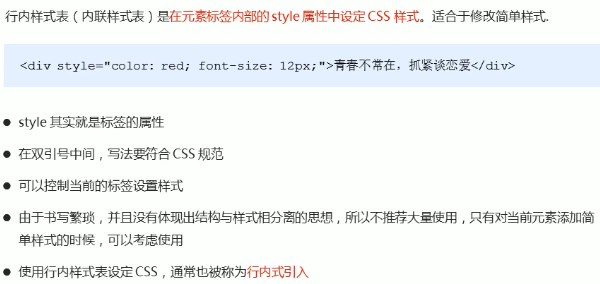 行内样式表（内联样式表）是在元素标签内部的 style 属性中设定 CSS 样式。适合于修改简单样式.
<div style="color: red; font-size: 12px;">青春不常在，抓紧谈恋爱</div>
● style 其实就是标签的属性
● 在双引号中间，写法要符合 CSS 规范
● 可以控制当前的标签设置样式
● 由于书写繁琐，并且没有体现出结构与样式相分离的思想，所以不推荐大量使用，只有对当前元素添加简
单样式的时候，可以考虑使用
● 使用行内样式表设定 CSS，通常也被称为行内式引入